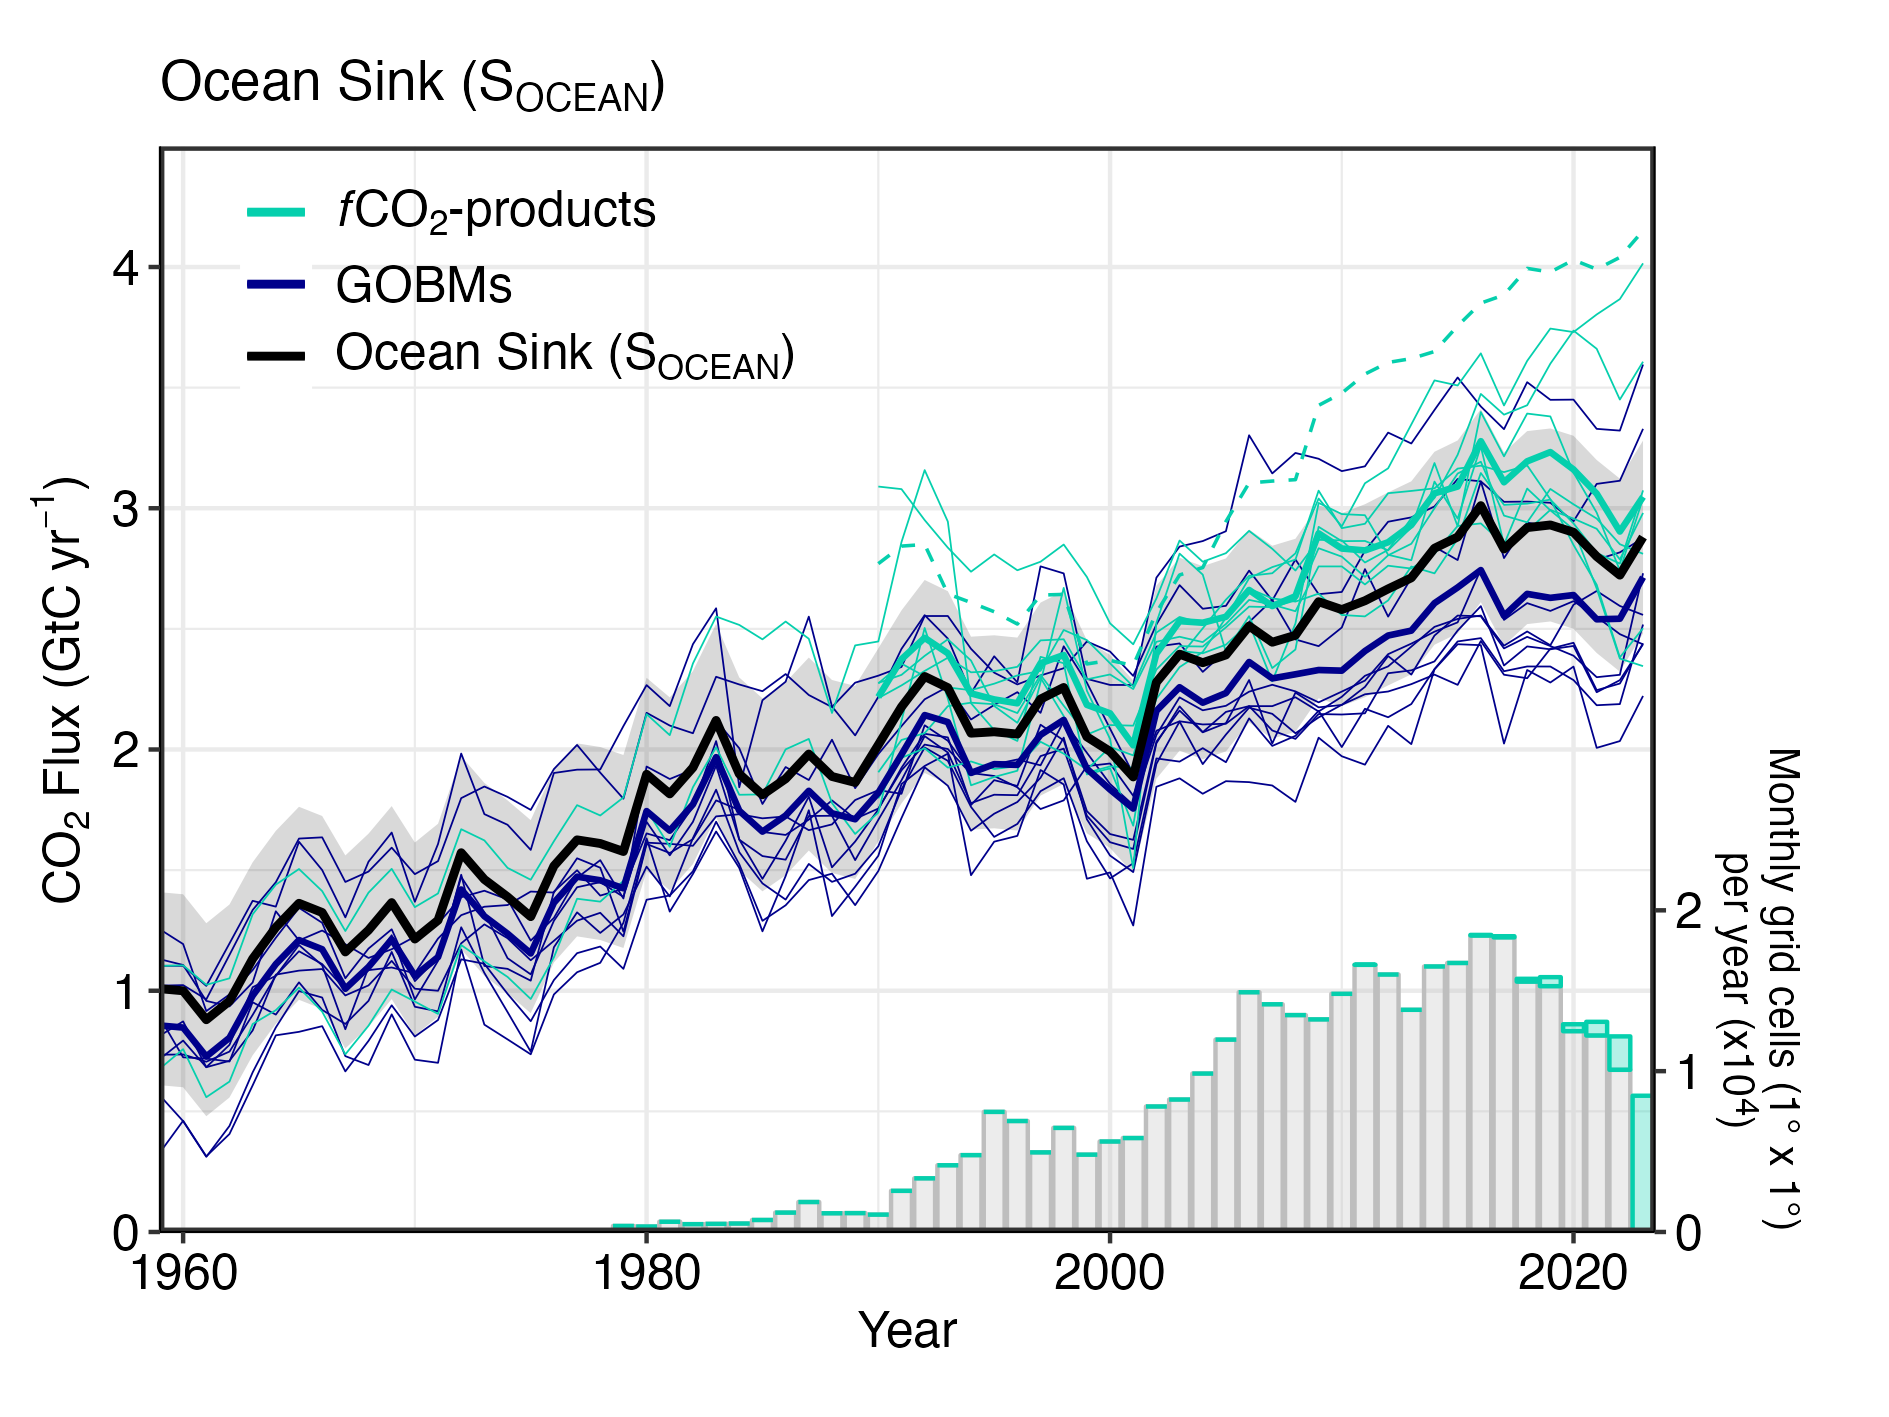 Ocean Sink (S_OCEAN)
fCO₂-products
GOBMs
Ocean Sink (S_OCEAN)
CO₂ Flux (GtC yr⁻¹)
4
3
2
1
0
1960
1980
2000
2020
Year
2
1
0
Monthly grid cells (1° x 1°)
per year (x10⁴)